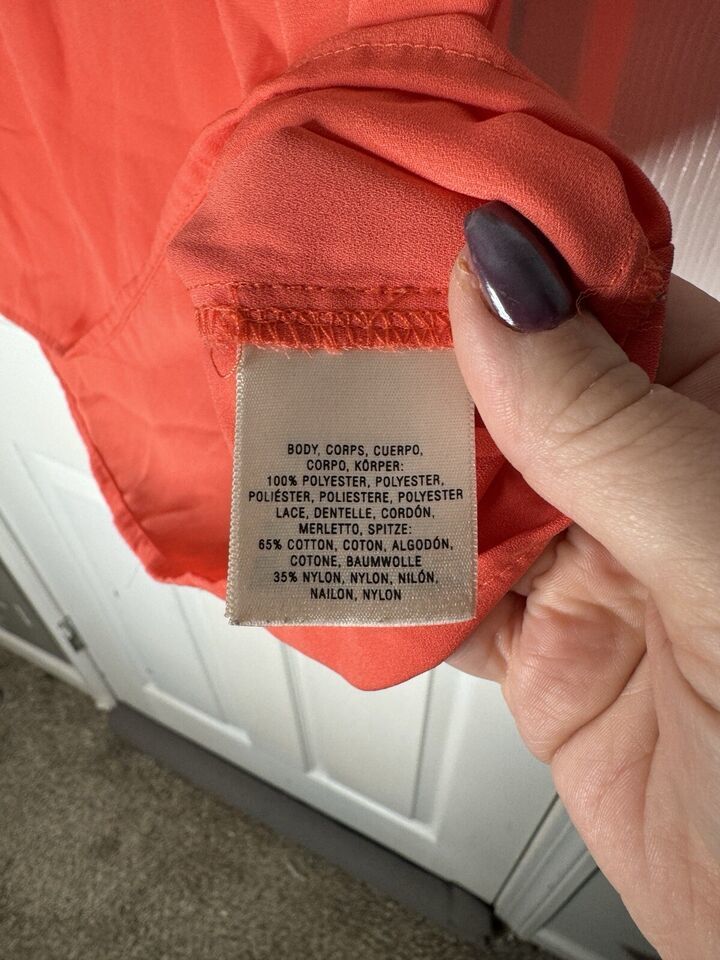 BODY, CORPS, CUERPO,
CORPO, KÖRPER:
100% POLYESTER, POLYESTER,
POLIÉSTER, POLIESTERE, POLYESTER
LACE, DENTELLE, CORDÓN,
MERLETTO, SPITZE:
65% COTTON, COTON, ALGODÓN,
COTONE, BAUMWOLLE
35% NYLON, NYLON, NILÓN,
NAILON, NYLON